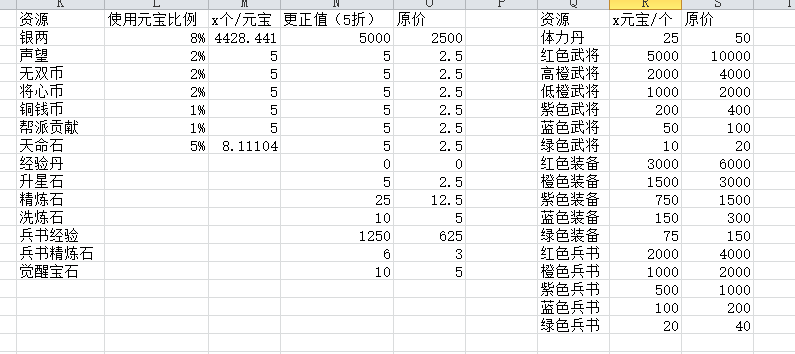 K L M N O P Q R S T
资源 使用元宝比例 x个/元宝 更正值（5折） 原价 资源 x元宝/个 原价
银两 8% 4428.441 5000 2500 体力丹 25 50
声望 2% 5 5 2.5 红色武将 5000 10000
无双币 2% 5 5 2.5 高橙武将 2000 4000
将心币 2% 5 5 2.5 低橙武将 1000 2000
铜钱币 1% 5 5 2.5 紫色武将 200 400
帮派贡献 1% 5 5 2.5 蓝色武将 50 100
天命石 5% 8.11104 5 2.5 绿色武将 10 20
经验丹 0 0 红色装备 3000 6000
升星石 5 2.5 橙色装备 1500 3000
精炼石 25 12.5 紫色装备 750 1500
洗炼石 10 5 蓝色装备 150 300
兵书经验 1250 625 绿色装备 75 150
兵书精炼石 6 3 红色兵书 2000 4000
觉醒宝石 10 5 橙色兵书 1000 2000
紫色兵书 500 1000
蓝色兵书 100 200
绿色兵书 20 40